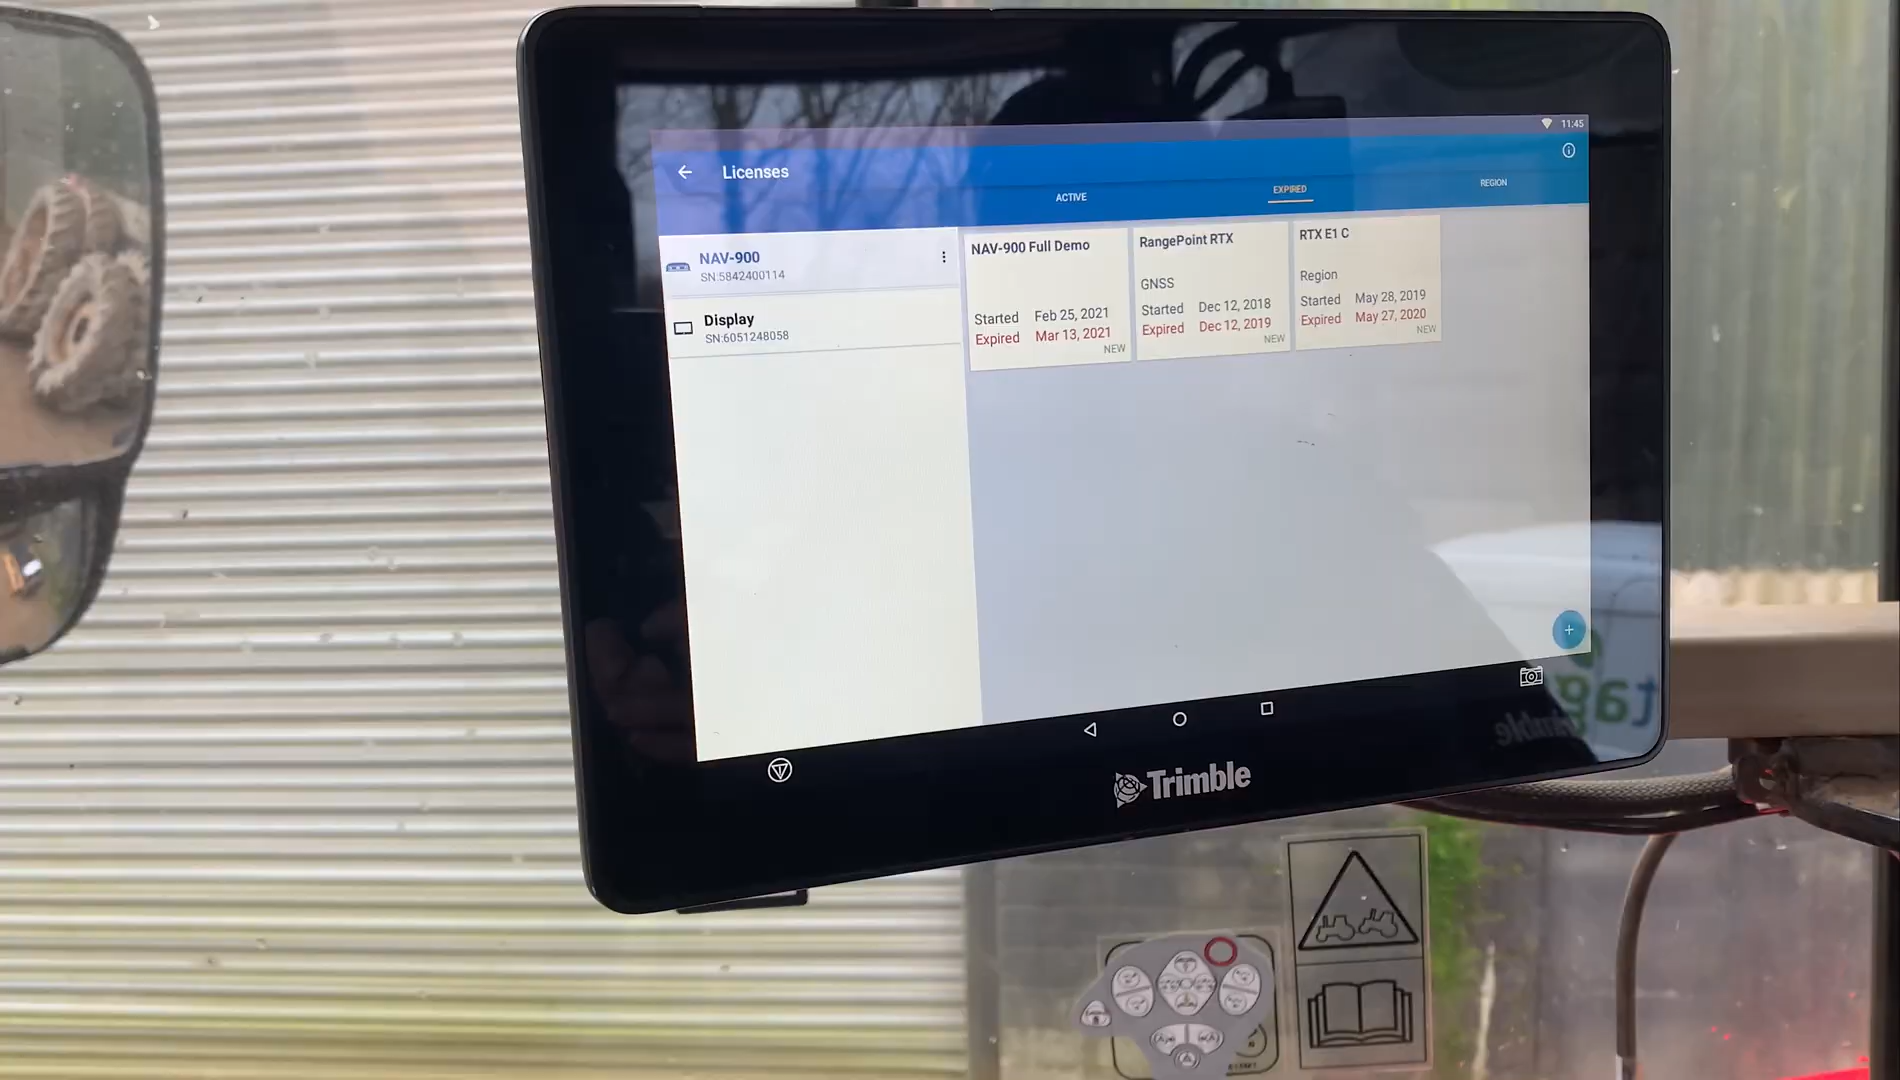 11:45
Licenses
ACTIVE
EXPIRED
REGION
NAV-900
SN:5842400114
Display
SN:6051248058
NAV-900 Full Demo
Started Feb 25, 2021
Expired Mar 13, 2021
NEW
RangePoint RTX
GNSS
Started Dec 12, 2018
Expired Dec 12, 2019
NEW
RTX E1 C
Region
Started May 28, 2019
Expired May 27, 2020
NEW
Trimble